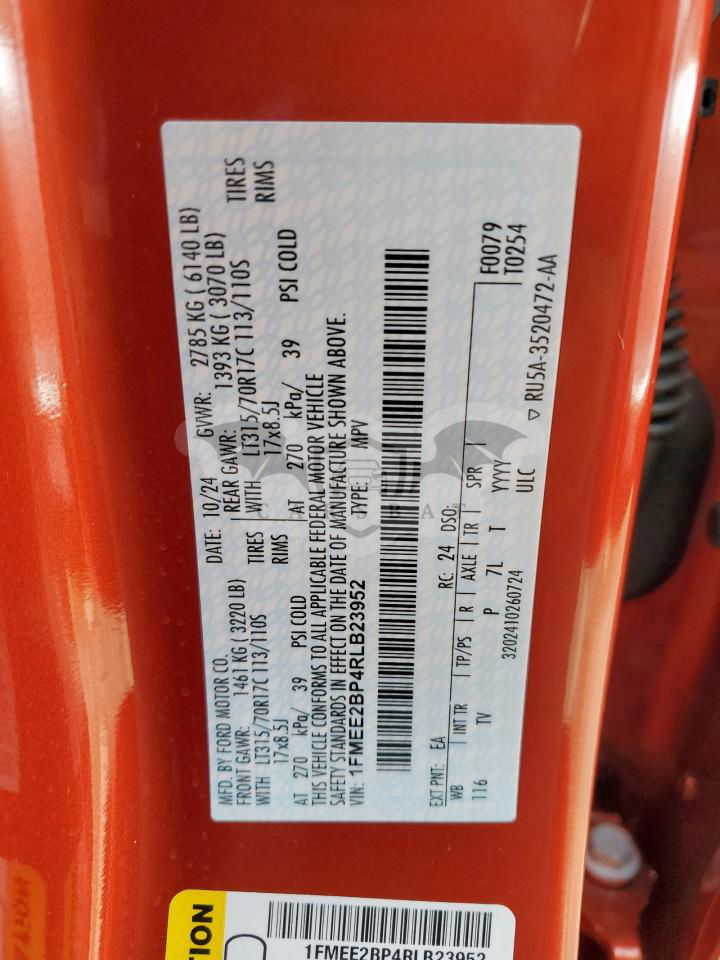 MFD. BY FORD MOTOR CO.
DATE: 10/24 GVWR: 2785 KG ( 6140 LB)
FRONT GAWR: 1461 KG ( 3220 LB) REAR GAWR: 1393 KG ( 3070 LB)
WITH LT315/70R17C 113/110S TIRES WITH LT315/70R17C 113/110S TIRES
17x8.5J RIMS 17x8.5J RIMS
AT 270 kPa/ 39 PSI COLD AT 270 kPa/ 39 PSI COLD
THIS VEHICLE CONFORMS TO ALL APPLICABLE FEDERAL MOTOR VEHICLE
SAFETY STANDARDS IN EFFECT ON THE DATE OF MANUFACTURE SHOWN ABOVE.
VIN: 1FMEE2BP4RLB23952 TYPE: MPV
EXT PNT: EA RC: 24 DSO: F0079
WB INT TR TP/PS R AXLE TR SPR T0254
116 TV P 7L T YYYY
3202410260724 ULC ▽ RU5A-3520472-AA
TION
1FMEE2BP4RLB23952